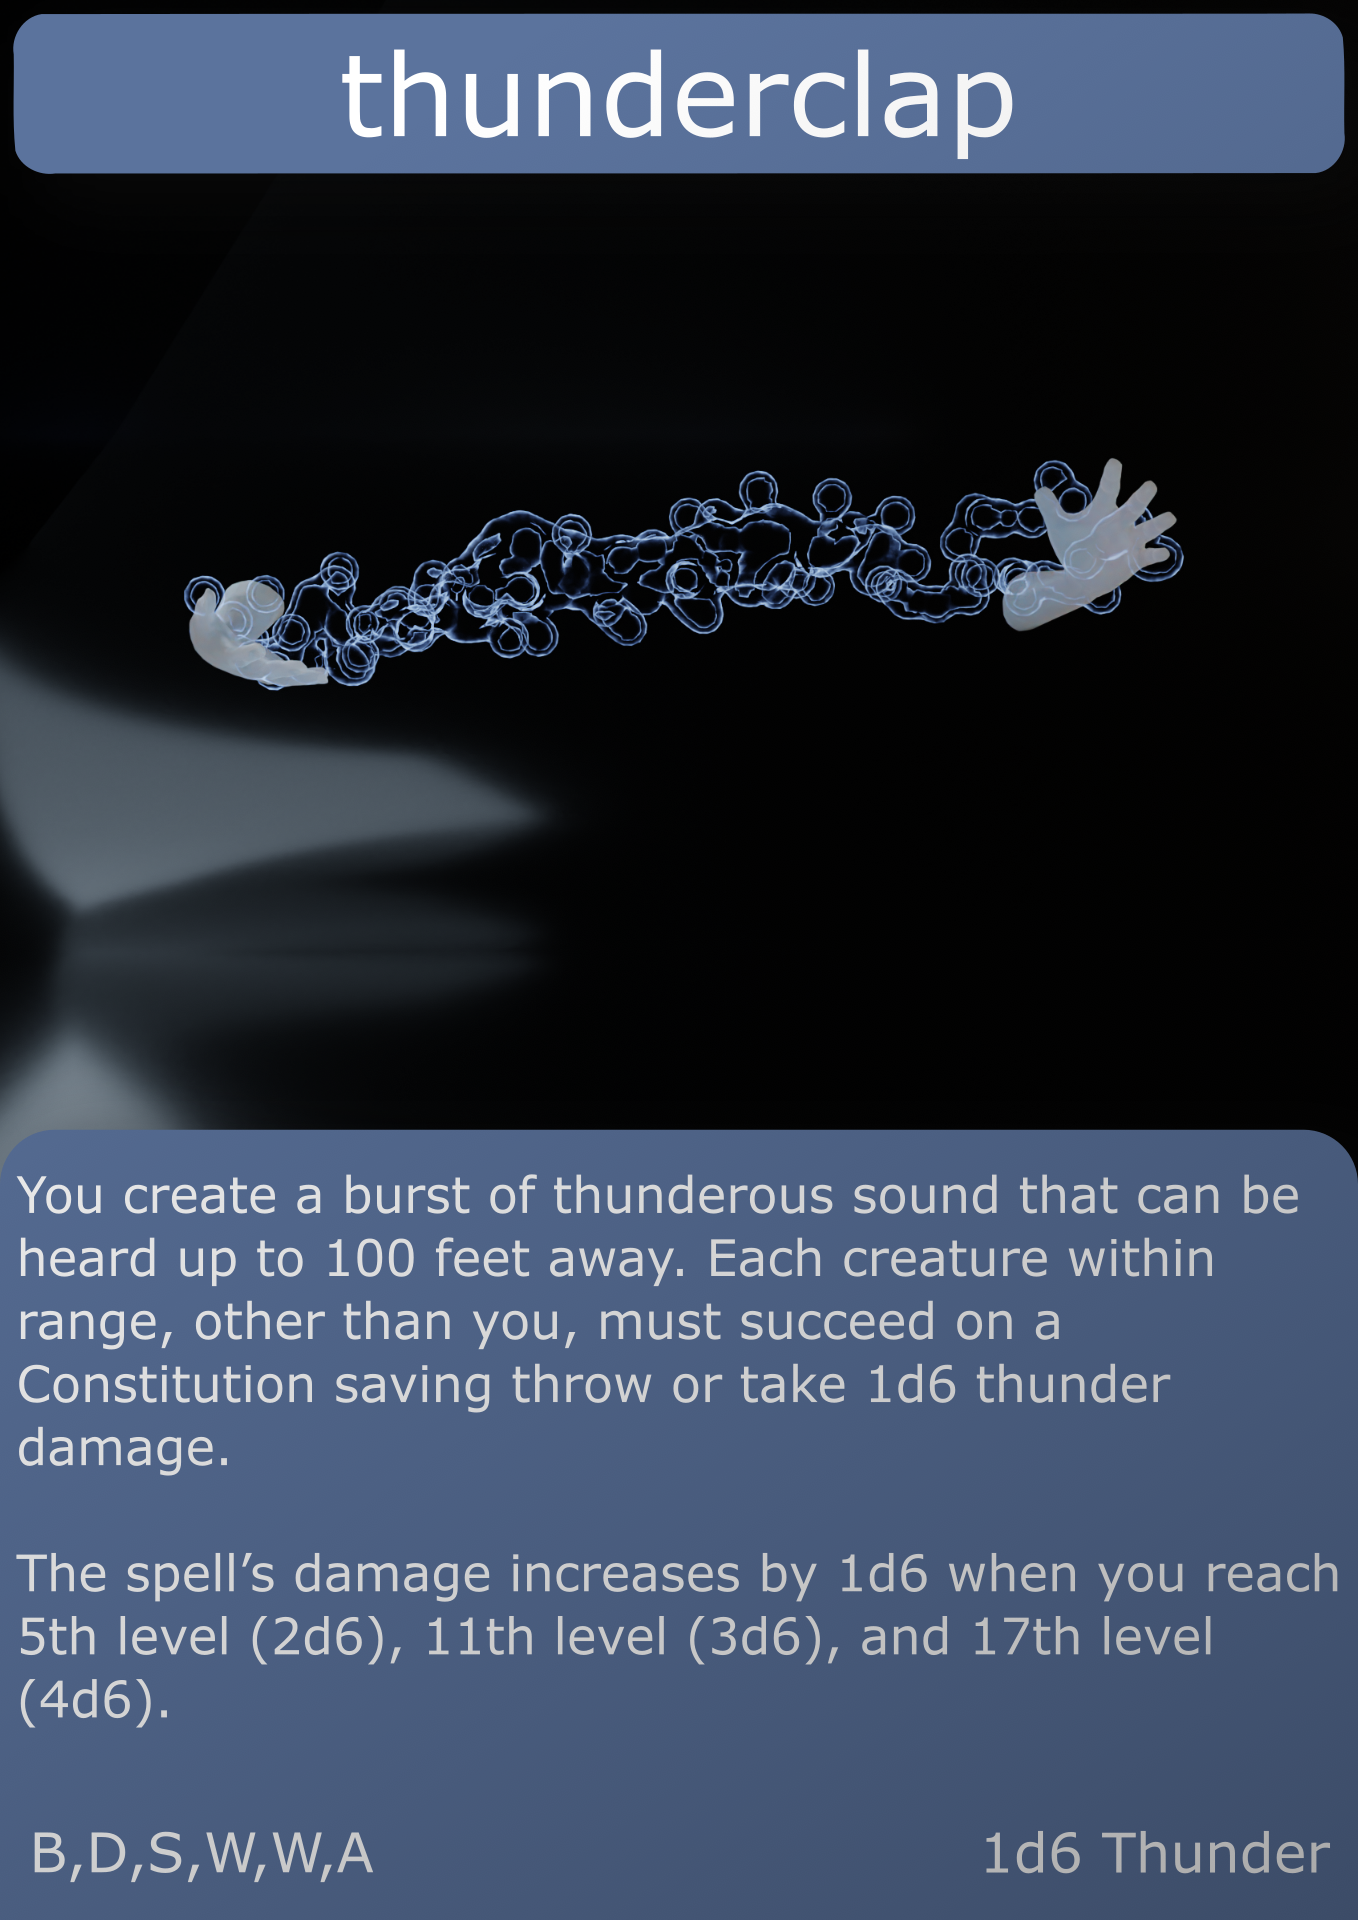 thunderclap
You create a burst of thunderous sound that can be
heard up to 100 feet away. Each creature within
range, other than you, must succeed on a
Constitution saving throw or take 1d6 thunder
damage.
The spell’s damage increases by 1d6 when you reach
5th level (2d6), 11th level (3d6), and 17th level
(4d6).
B,D,S,W,W,A
1d6 Thunder